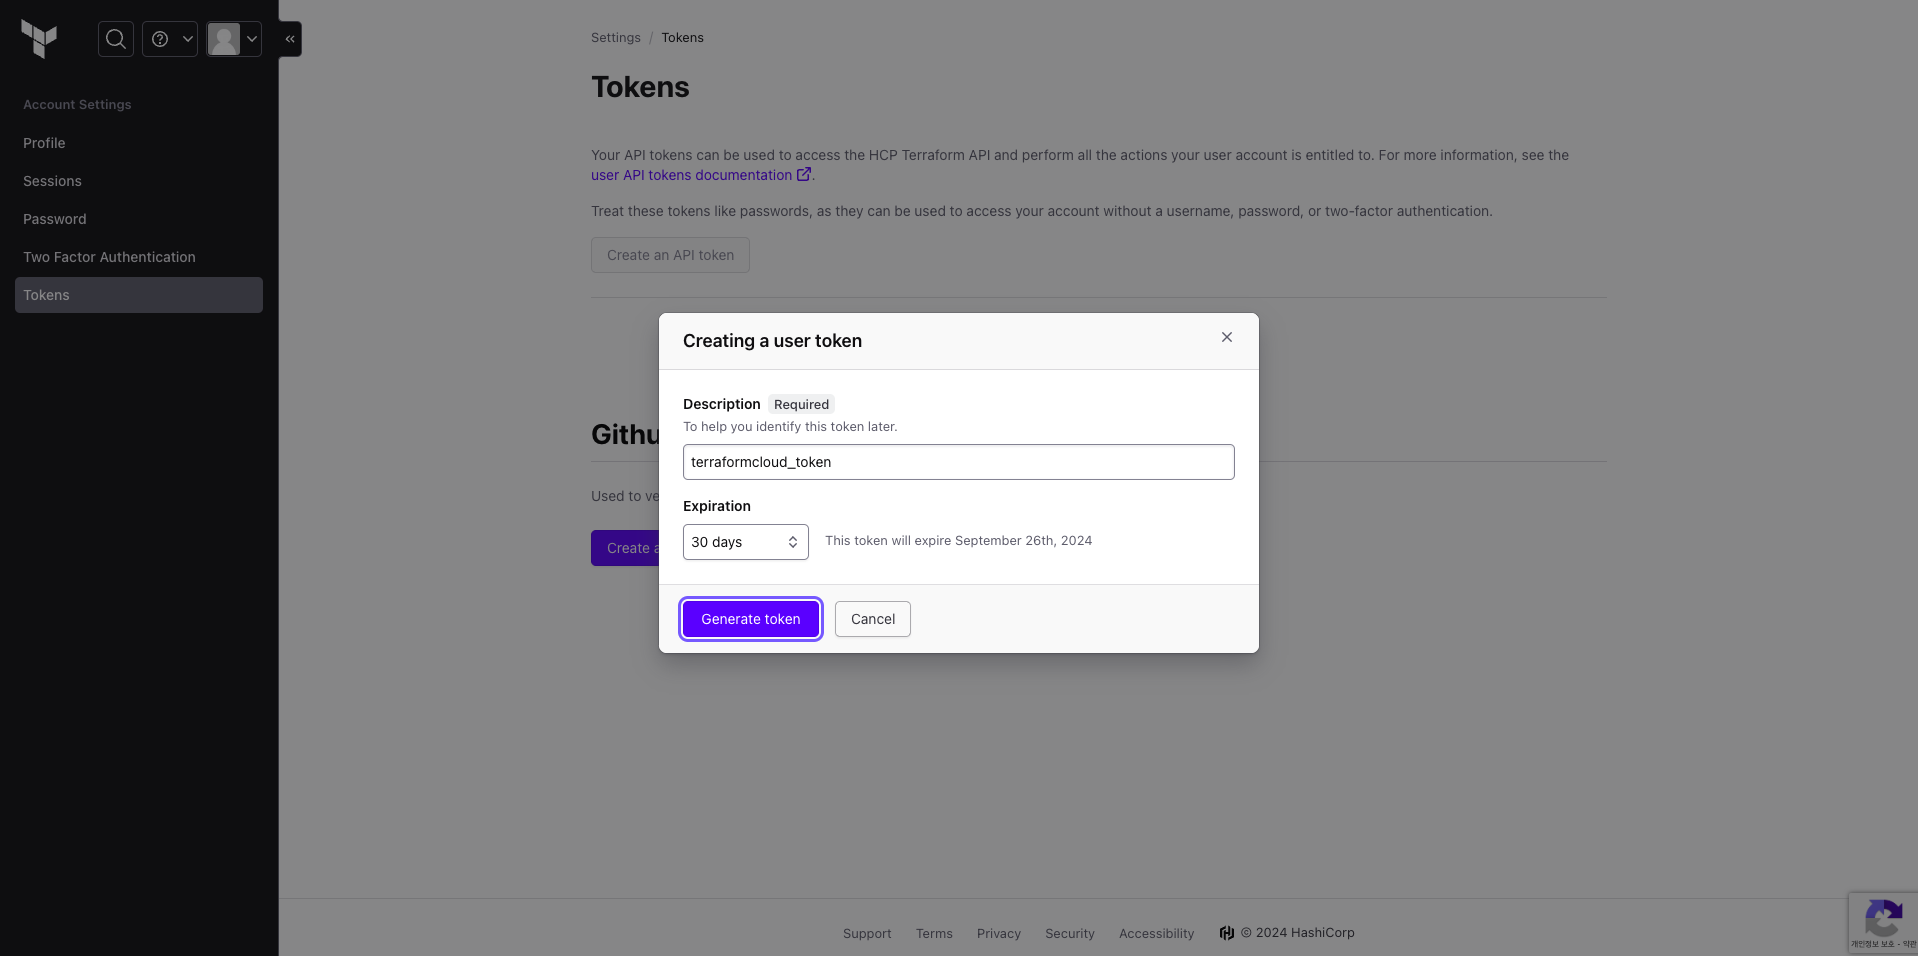 Account Settings
Profile
Sessions
Password
Two Factor Authentication
Tokens
Settings / Tokens
Tokens
Your API tokens can be used to access the HCP Terraform API and perform all the actions your user account is entitled to. For more information, see the
user API tokens documentation.
Treat these tokens like passwords, as they can be used to access your account without a username, password, or two-factor authentication.
Create an API token
Githu
Used to ve
Create a
Creating a user token
Description Required
To help you identify this token later.
terraformcloud_token
Expiration
30 days This token will expire September 26th, 2024
Generate token Cancel
Support Terms Privacy Security Accessibility © 2024 HashiCorp
개인정보 보호 - 약관